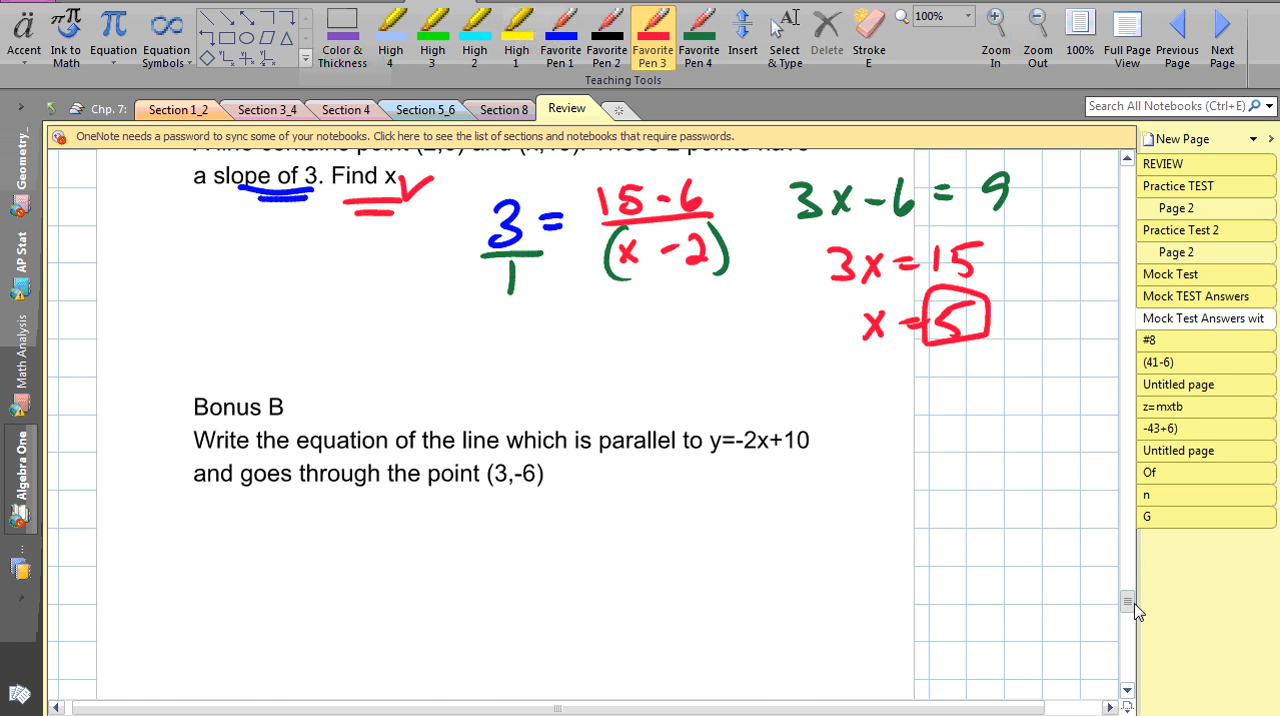 Accent
Ink to Math
Equation
Equation Symbols
Color & Thickness
High 4
High 3
High 2
High 1
Favorite Pen 1
Favorite Pen 2
Favorite Pen 3
Favorite Pen 4
Insert
Select & Type
Delete
Stroke
100%
Zoom In
Zoom Out
100%
Full Page View
Previous Page
Next Page
Teaching Tools
Chp. 7:
Section 1_2
Section 3_4
Section 4
Section 5_6
Section 8
Review
Search All Notebooks (Ctrl+E)
OneNote needs a password to sync some of your notebooks. Click here to see the list of sections and notebooks that require passwords.
a slope of 3. Find x
3/1 = 15-6/(x-2)
3x-6=9
3x=15
x=5
Bonus B
Write the equation of the line which is parallel to y=-2x+10
and goes through the point (3,-6)
New Page
REVIEW
Practice TEST
Page 2
Practice Test 2
Page 2
Mock Test
Mock TEST Answers
Mock Test Answers wit
#8
(41-6)
Untitled page
z=mxtb
-43+6)
Untitled page
Of
n
G
Geometry
AP Stat
Math Analysis
Algebra One